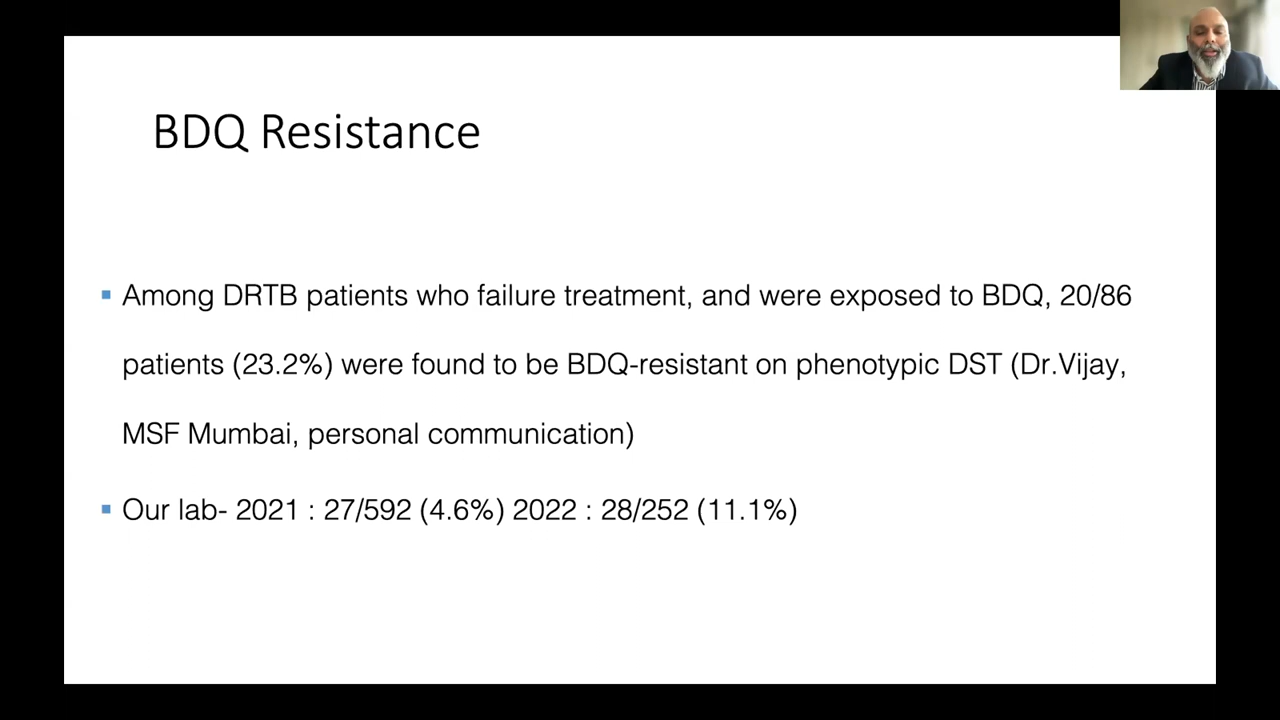 BDQ Resistance
Among DRTB patients who failure treatment, and were exposed to BDQ, 20/86
patients (23.2%) were found to be BDQ-resistant on phenotypic DST (Dr.Vijay,
MSF Mumbai, personal communication)
Our lab- 2021 : 27/592 (4.6%) 2022 : 28/252 (11.1%)